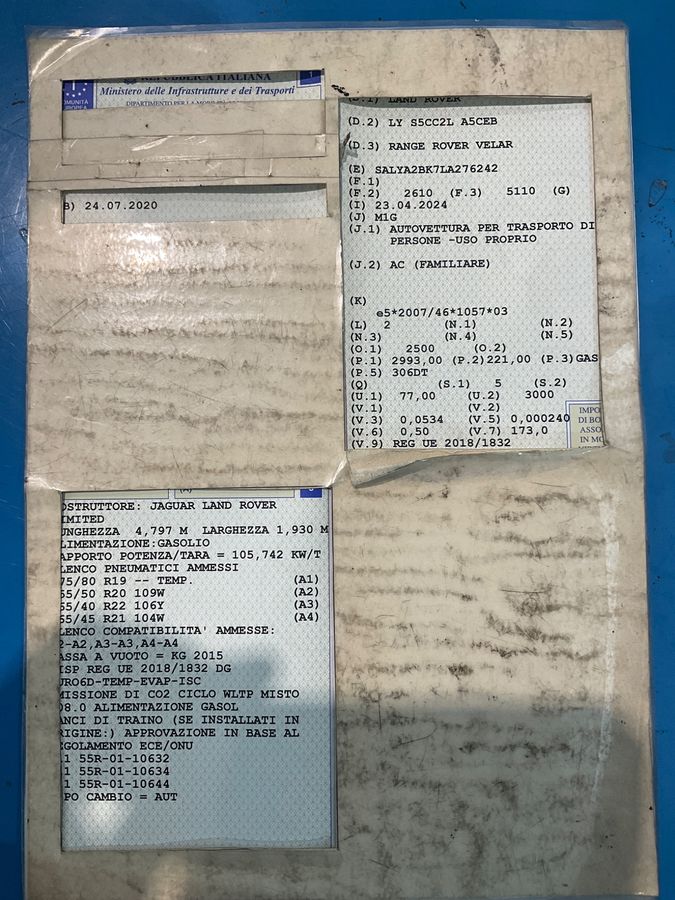 REPUBBLICA ITALIANA
1
Ministero delle Infrastrutture e dei Trasporti
B) 24.07.2020
(D.1) LAND ROVER
(D.2) LY S5CC2L A5CEB
(D.3) RANGE ROVER VELAR
(E) SALYA2BK7LA276242
(F.1)
(F.2) 2610 (F.3) 5110 (G)
(I) 23.04.2024
(J) M1G
(J.1) AUTOVETTURA PER TRASPORTO DI
PERSONE -USO PROPRIO
(J.2) AC (FAMILIARE)
(K)
e5*2007/46*1057*03
(L) 2 (N.1) (N.2)
(N.3) (N.4) (N.5)
(O.1) 2500 (O.2)
(P.1) 2993,00 (P.2)221,00 (P.3)GAS
(P.5) 306DT
(Q) (S.1) 5 (S.2)
(U.1) 77,00 (U.2) 3000
(V.1) (V.2)
(V.3) 0,0534 (V.5) 0,000240
(V.6) 0,50 (V.7) 173,0
(V.9) REG UE 2018/1832
IMPO
DI BO
ASSO
IN MO
OSTRUTTORE: JAGUAR LAND ROVER
IMITED
UNGHEZZA 4,797 M LARGHEZZA 1,930 M
LIMENTAZIONE:GASOLIO
APPORTO POTENZA/TARA = 105,742 KW/T
LENCO PNEUMATICI AMMESSI
75/80 R19 -- TEMP. (A1)
55/50 R20 109W (A2)
55/40 R22 106Y (A3)
55/45 R21 104W (A4)
LENCO COMPATIBILITA' AMMESSE:
2-A2,A3-A3,A4-A4
ASSA A VUOTO = KG 2015
ISP REG UE 2018/1832 DG
URO6D-TEMP-EVAP-ISC
MISSIONE DI CO2 CICLO WLTP MISTO
08.0 ALIMENTAZIONE GASOL
ANCI DI TRAINO (SE INSTALLATI IN
RIGINE:) APPROVAZIONE IN BASE AL
EGOLAMENTO ECE/ONU
1 55R-01-10632
1 55R-01-10634
1 55R-01-10644
PO CAMBIO = AUT